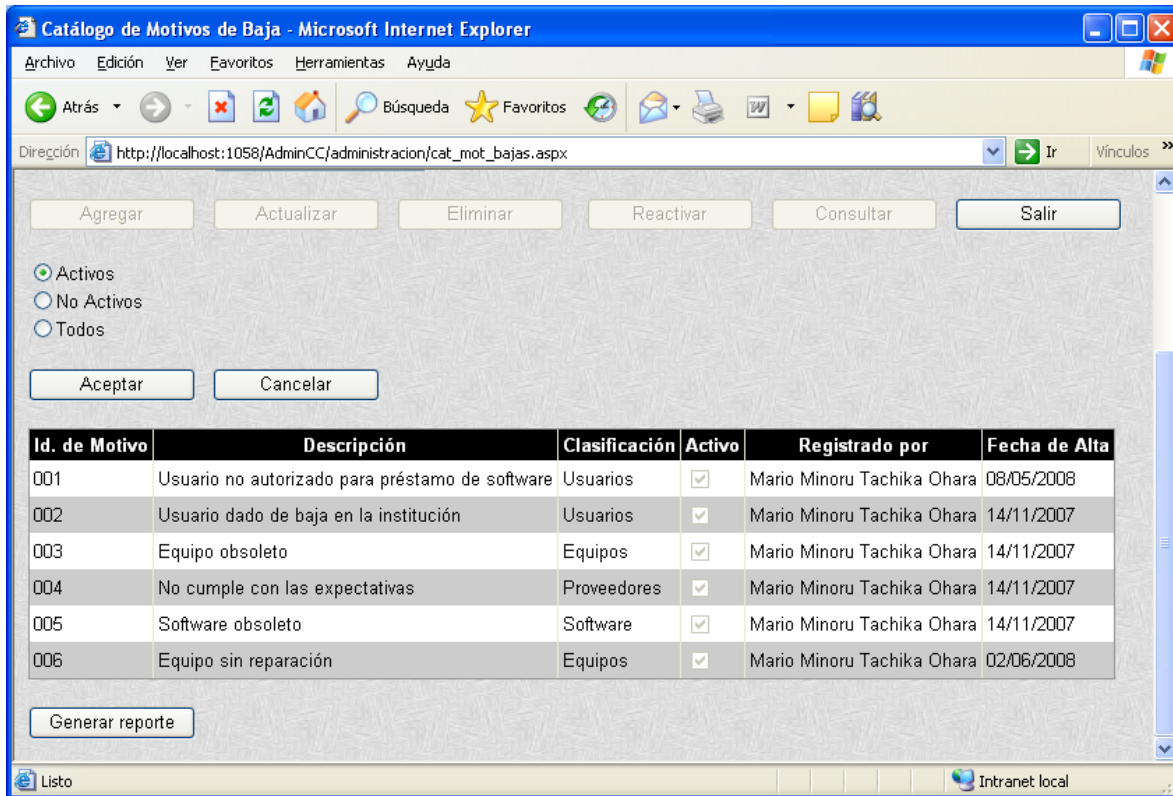 Catálogo de Motivos de Baja - Microsoft Internet Explorer
Archivo Edición Ver Favoritos Herramientas Ayuda
Atrás Búsqueda Favoritos
Dirección http://localhost:1058/AdminCC/administracion/cat_mot_bajas.aspx Ir Vínculos »
Agregar Actualizar Eliminar Reactivar Consultar Salir
Activos
No Activos
Todos
Aceptar Cancelar
Id. de Motivo Descripción Clasificación Activo Registrado por Fecha de Alta
001 Usuario no autorizado para préstamo de software Usuarios Mario Minoru Tachika Ohara 08/05/2008
002 Usuario dado de baja en la institución Usuarios Mario Minoru Tachika Ohara 14/11/2007
003 Equipo obsoleto Equipos Mario Minoru Tachika Ohara 14/11/2007
004 No cumple con las expectativas Proveedores Mario Minoru Tachika Ohara 14/11/2007
005 Software obsoleto Software Mario Minoru Tachika Ohara 14/11/2007
006 Equipo sin reparación Equipos Mario Minoru Tachika Ohara 02/06/2008
Generar reporte
Listo Intranet local